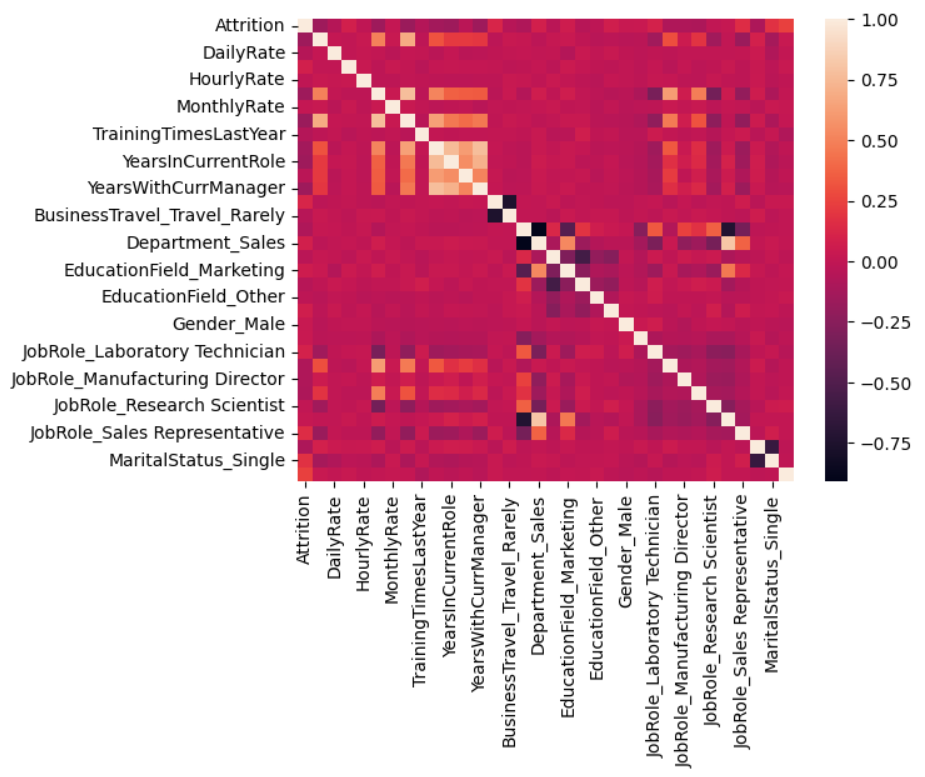 Attrition
DailyRate
HourlyRate
MonthlyRate
TrainingTimesLastYear
YearsInCurrentRole
YearsWithCurrManager
BusinessTravel_Travel_Rarely
Department_Sales
EducationField_Marketing
EducationField_Other
Gender_Male
JobRole_Laboratory Technician
JobRole_Manufacturing Director
JobRole_Research Scientist
JobRole_Sales Representative
MaritalStatus_Single
Attrition
DailyRate
HourlyRate
MonthlyRate
TrainingTimesLastYear
YearsInCurrentRole
YearsWithCurrManager
BusinessTravel_Travel_Rarely
Department_Sales
EducationField_Marketing
EducationField_Other
Gender_Male
JobRole_Laboratory Technician
JobRole_Manufacturing Director
JobRole_Research Scientist
JobRole_Sales Representative
MaritalStatus_Single
1.00
0.75
0.50
0.25
0.00
−0.25
−0.50
−0.75